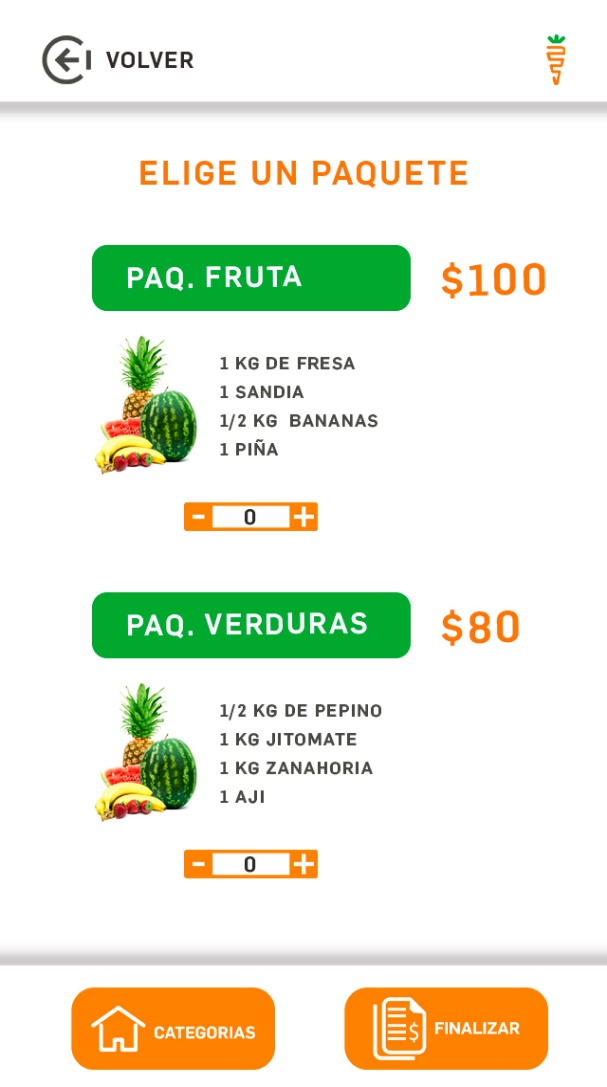 VOLVER
ELIGE UN PAQUETE
PAQ. FRUTA
$100
1 KG DE FRESA
1 SANDIA
1/2 KG BANANAS
1 PIÑA
- 0 +
PAQ. VERDURAS
$80
1/2 KG DE PEPINO
1 KG JITOMATE
1 KG ZANAHORIA
1 AJI
- 0 +
CATEGORIAS
$
FINALIZAR